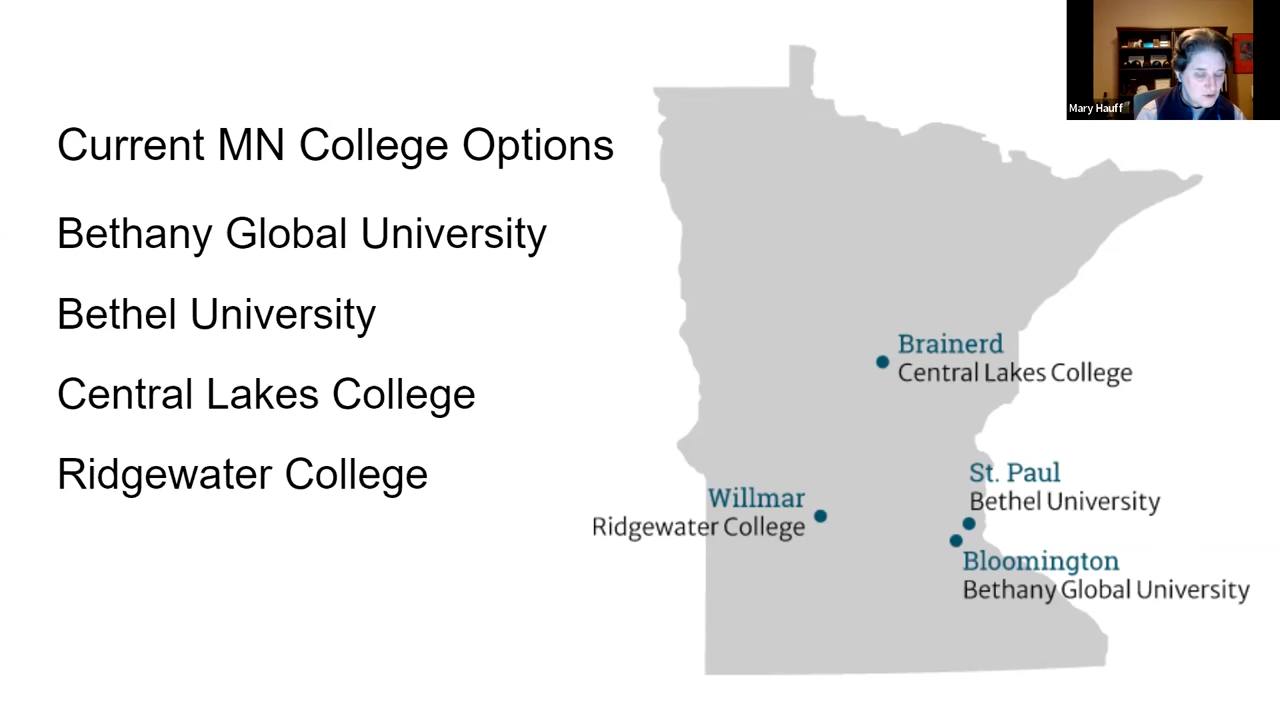 Mary Hauff
Current MN College Options
Bethany Global University
Bethel University
Central Lakes College
Ridgewater College
Brainerd
Central Lakes College
St. Paul
Bethel University
Willmar
Ridgewater College
Bloomington
Bethany Global University